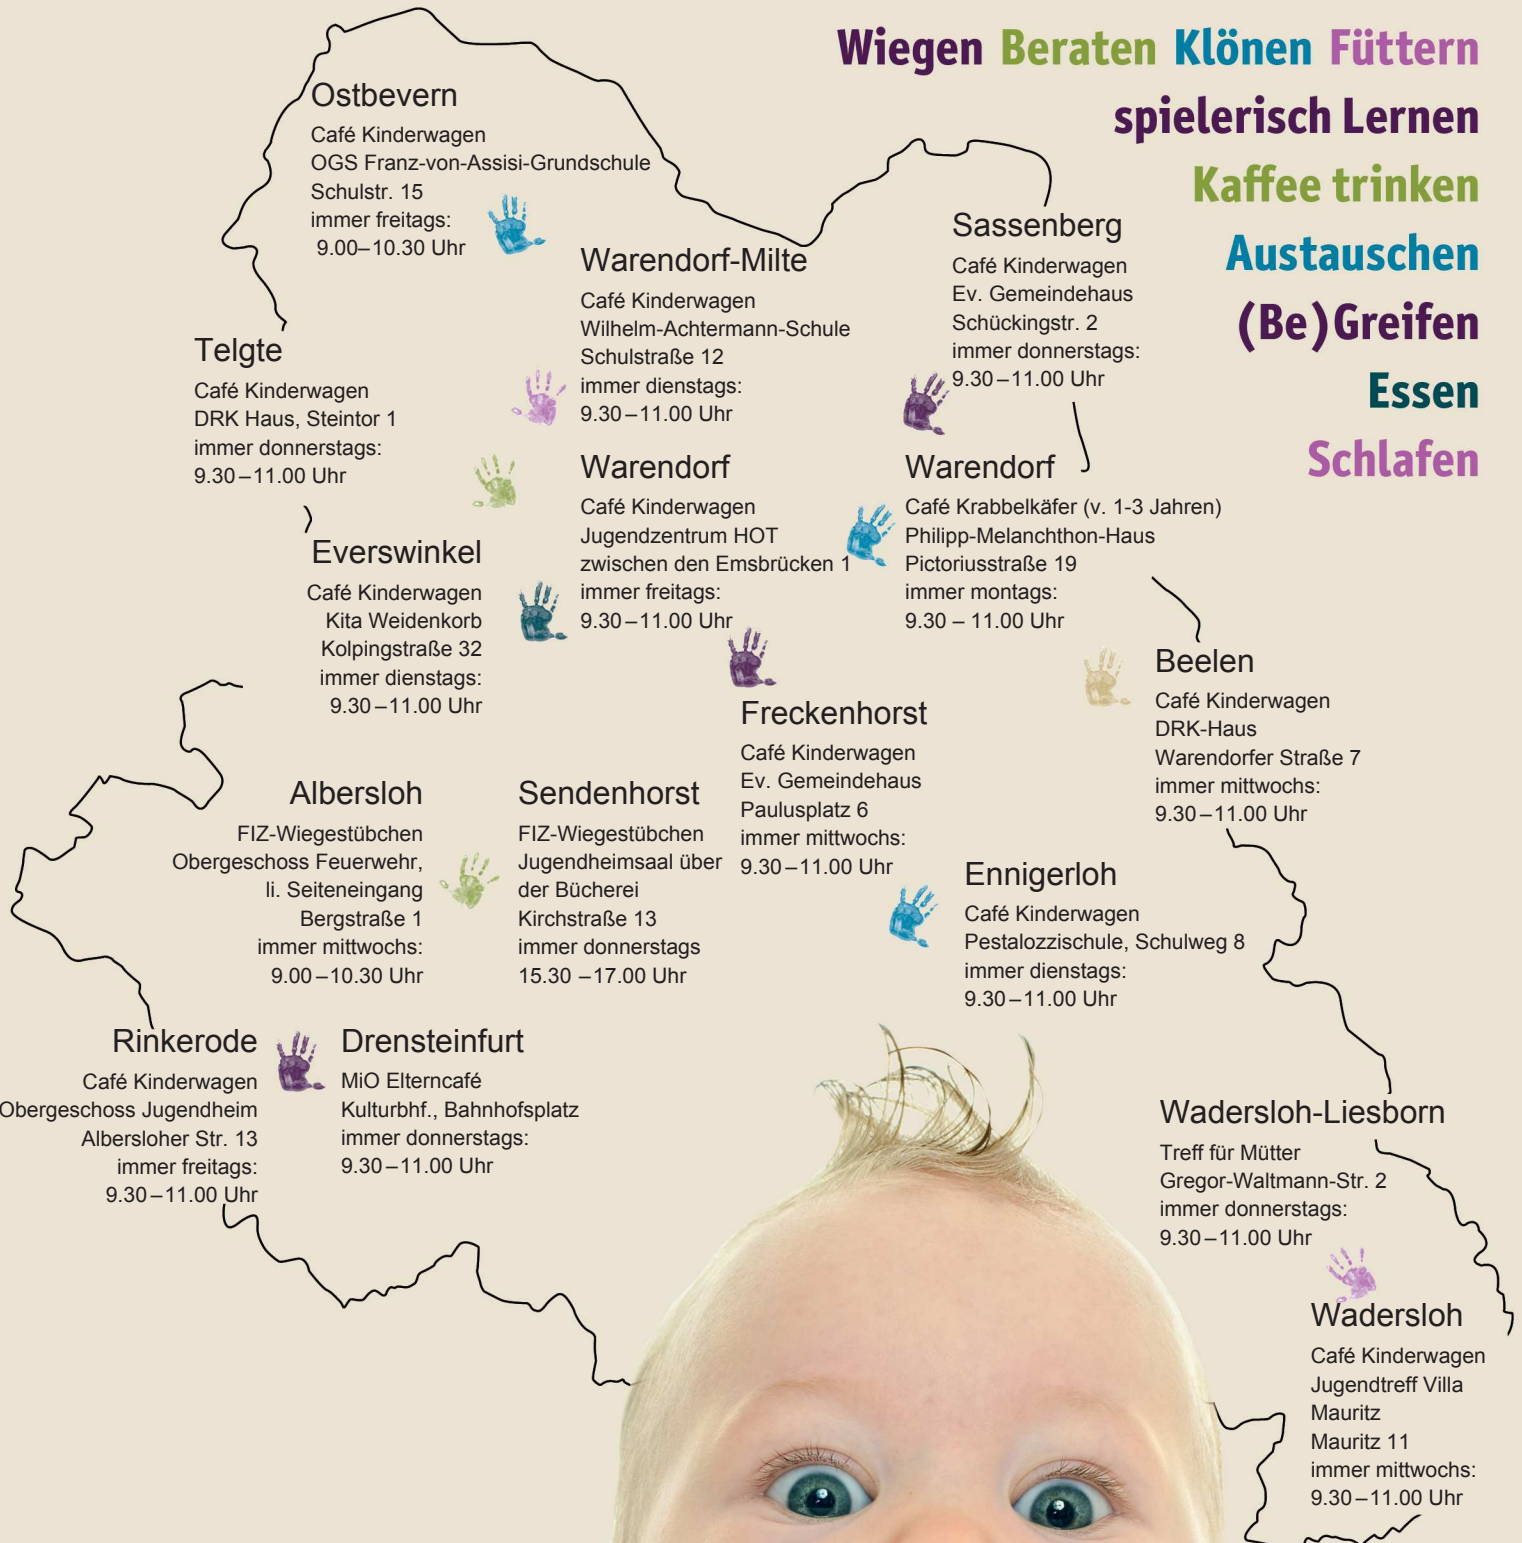 Wiegen Beraten Klönen Füttern
spielerisch Lernen
Kaffee trinken
Austauschen
(Be)Greifen
Essen
Schlafen
Ostbevern
Café Kinderwagen
OGS Franz-von-Assisi-Grundschule
Schulstr. 15
immer freitags:
9.00–10.30 Uhr
Warendorf-Milte
Café Kinderwagen
Wilhelm-Achtermann-Schule
Schulstraße 12
immer dienstags:
9.30–11.00 Uhr
Sassenberg
Café Kinderwagen
Ev. Gemeindehaus
Schückingstr. 2
immer donnerstags:
9.30–11.00 Uhr
Telgte
Café Kinderwagen
DRK Haus, Steintor 1
immer donnerstags:
9.30–11.00 Uhr
Warendorf
Café Kinderwagen
Jugendzentrum HOT
zwischen den Emsbrücken 1
immer freitags:
9.30–11.00 Uhr
Warendorf
Café Krabbelkäfer (v. 1-3 Jahren)
Philipp-Melanchthon-Haus
Pictoriusstraße 19
immer montags:
9.30 – 11.00 Uhr
Everswinkel
Café Kinderwagen
Kita Weidenkorb
Kolpingstraße 32
immer dienstags:
9.30–11.00 Uhr
Beelen
Café Kinderwagen
DRK-Haus
Warendorfer Straße 7
immer mittwochs:
9.30–11.00 Uhr
Freckenhorst
Café Kinderwagen
Ev. Gemeindehaus
Paulusplatz 6
immer mittwochs:
9.30–11.00 Uhr
Albersloh
FIZ-Wiegestübchen
Obergeschoss Feuerwehr,
li. Seiteneingang
Bergstraße 1
immer mittwochs:
9.00–10.30 Uhr
Sendenhorst
FIZ-Wiegestübchen
Jugendheimsaal über
der Bücherei
Kirchstraße 13
immer donnerstags
15.30 –17.00 Uhr
Ennigerloh
Café Kinderwagen
Pestalozzischule, Schulweg 8
immer dienstags:
9.30–11.00 Uhr
Rinkerode
Café Kinderwagen
Obergeschoss Jugendheim
Albersloher Str. 13
immer freitags:
9.30–11.00 Uhr
Drensteinfurt
MiO Elterncafé
Kulturbhf., Bahnhofsplatz
immer donnerstags:
9.30–11.00 Uhr
Wadersloh-Liesborn
Treff für Mütter
Gregor-Waltmann-Str. 2
immer donnerstags:
9.30–11.00 Uhr
Wadersloh
Café Kinderwagen
Jugendtreff Villa
Mauritz
Mauritz 11
immer mittwochs:
9.30–11.00 Uhr